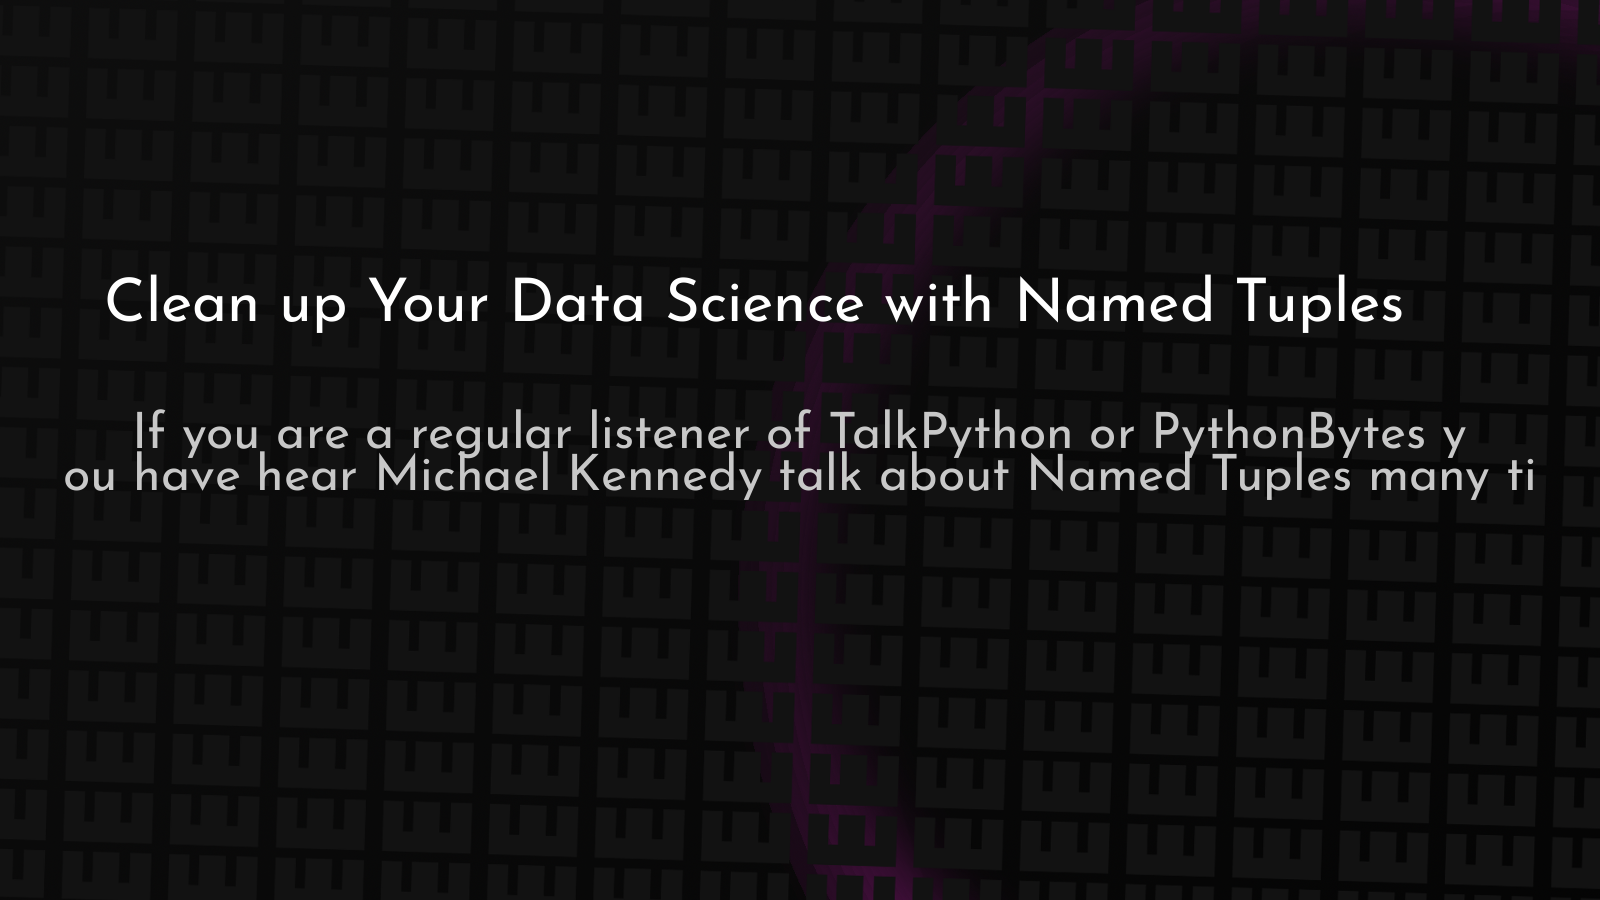 Clean up Your Data Science with Named Tuples
If you are a regular listener of TalkPython or PythonBytes y
ou have hear Michael Kennedy talk about Named Tuples many ti